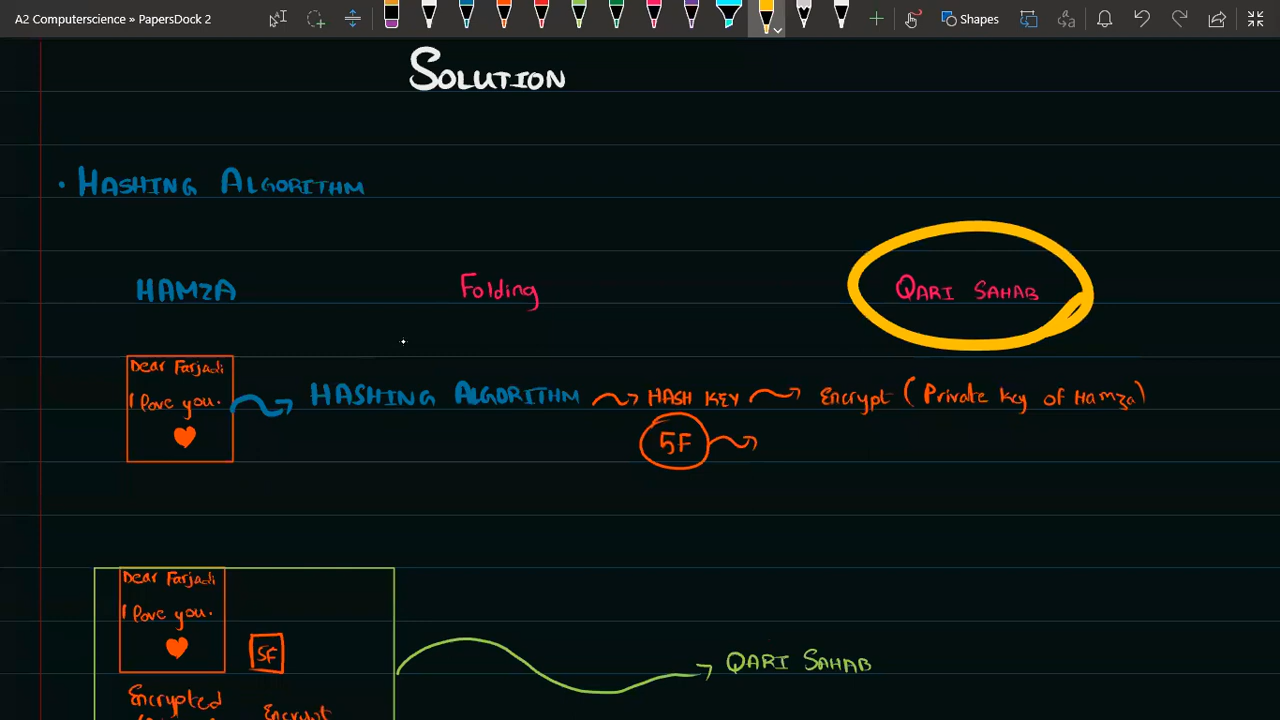 A2 Computerscience » PapersDock 2
Shapes
SOLUTION
• HASHING ALGORITHM
HAMZA Folding QARI SAHAB
Dear Farjadi
I love you.
HASHING ALGORITHM HASH KEY Encrypt (Private key of Hamza)
5F
Dear Farjadi
I love you.
5F
QARI SAHAB
Encrypted
Encrypt